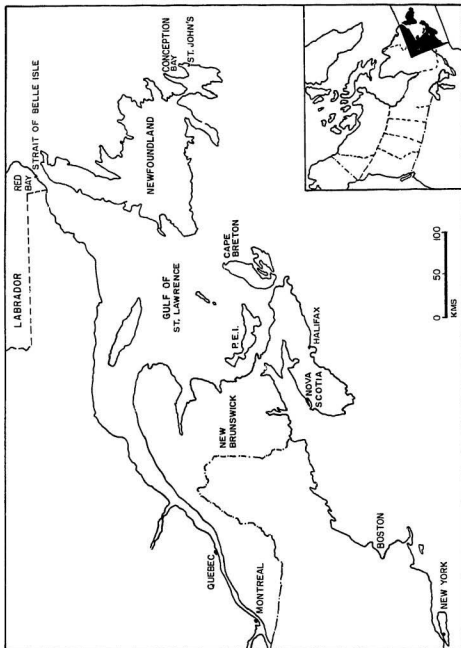 LABRADOR
RED
BAY
STRAIT OF BELLE ISLE
CONCEPTION
BAY
ST. JOHN'S
NEWFOUNDLAND
GULF OF
ST. LAWRENCE
CAPE
BRETON
P.E.I.
NEW
BRUNSWICK
NOVA
SCOTIA
HALIFAX
QUEBEC
MONTREAL
BOSTON
NEW YORK
0 50 100
KMS